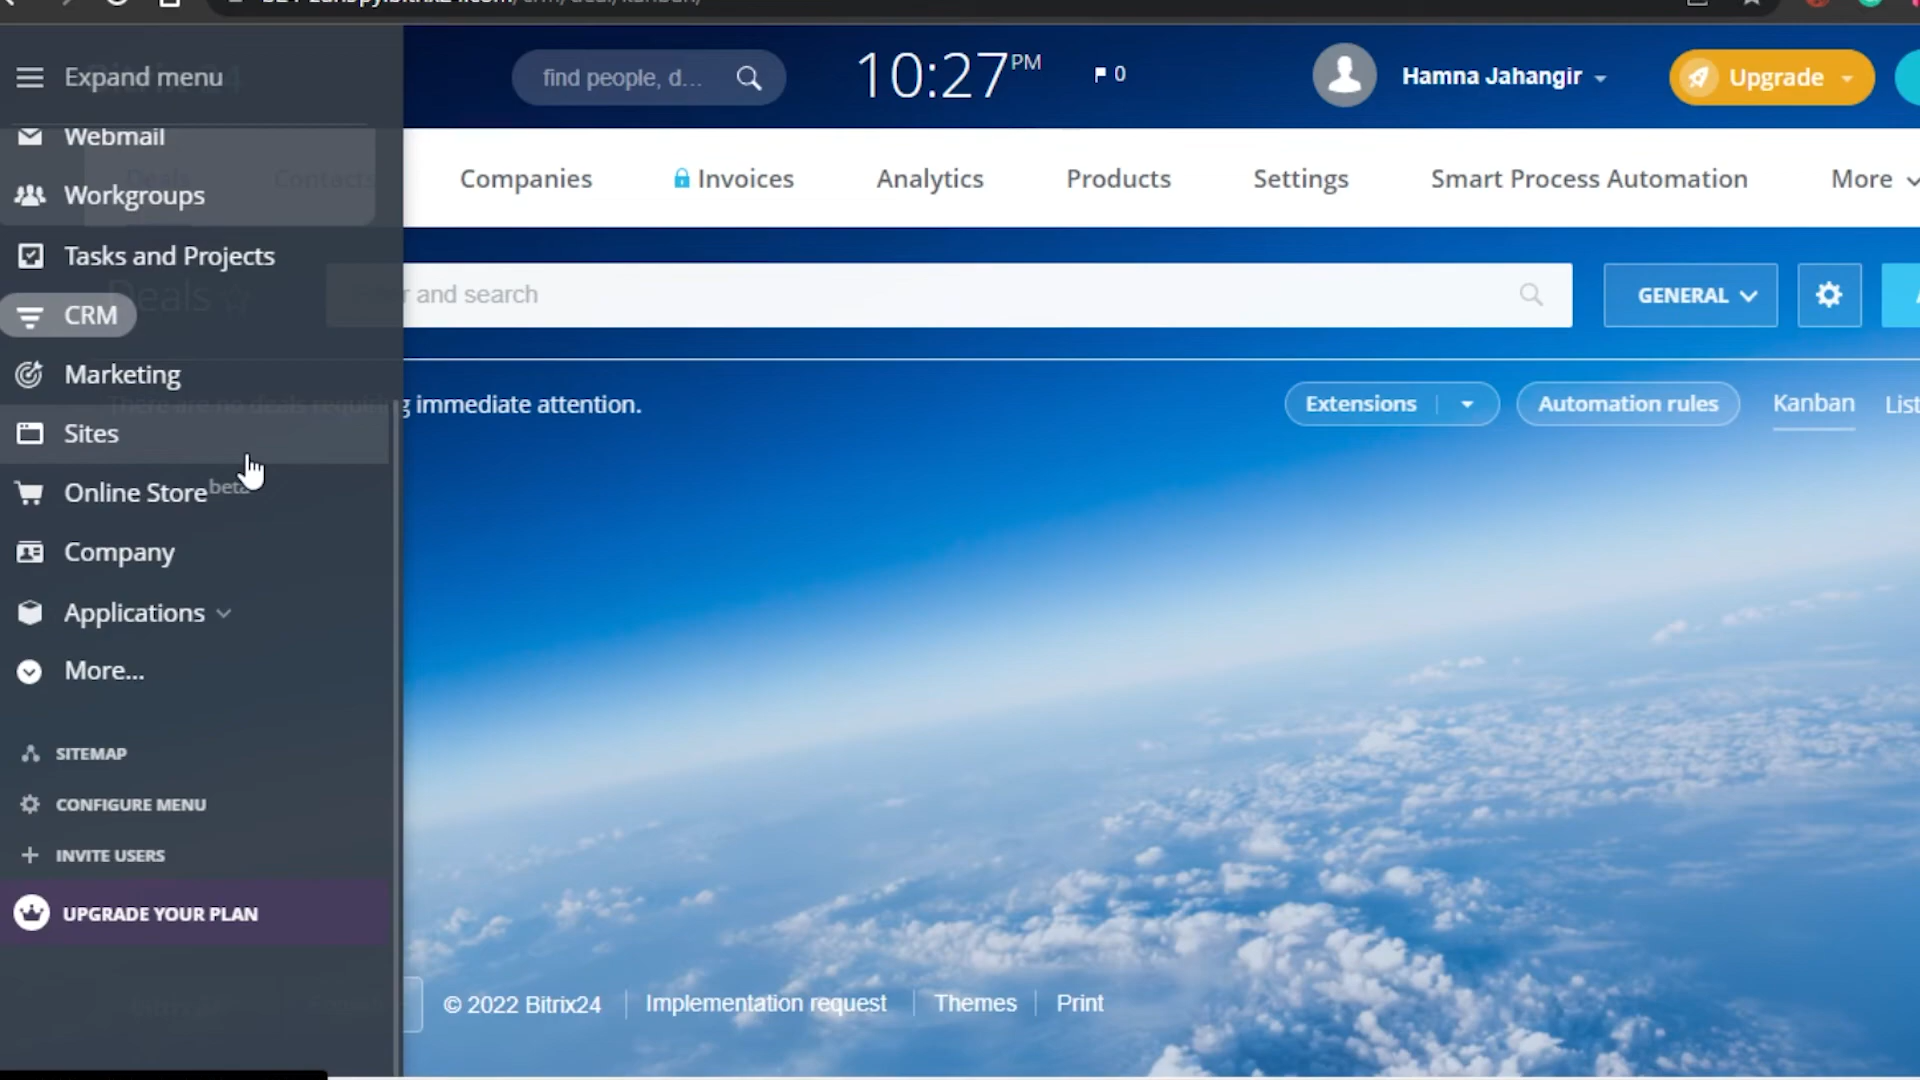 Expand menu
find people, d...
10:27 PM
0
Hamna Jahangir
Upgrade
Webmail
Contacts
Companies
Invoices
Analytics
Products
Settings
Smart Process Automation
More
Workgroups
Tasks and Projects
Deals
and search
GENERAL
CRM
Marketing
There are no deals requiring immediate attention.
Extensions
Automation rules
Kanban
List
Sites
Online Store beta
Company
Applications
More...
SITEMAP
CONFIGURE MENU
INVITE USERS
UPGRADE YOUR PLAN
© 2022 Bitrix24
Implementation request
Themes
Print